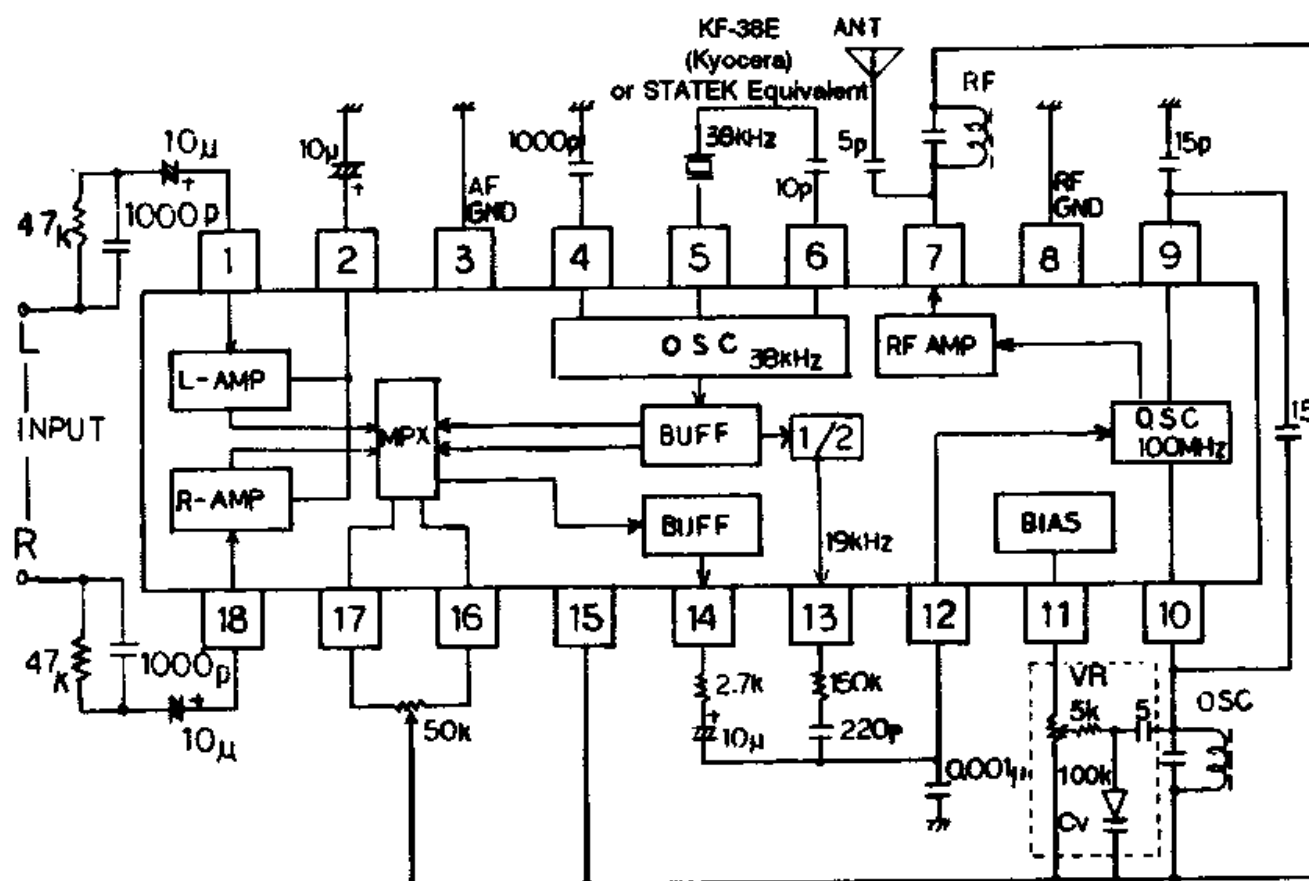 KF-38E
(Kyocera)
or STATEK Equivalent
ANT
RF
10μ
10μ
1000p
38kHz
5p
15p
47k
1000p
AF
GND
10p
RF
GND
1
2
3
4
5
6
7
8
9
OSC 38kHz
RF AMP
L-AMP
L
INPUT
R
MPX
BUFF
1/2
OSC
100MHz
15
R-AMP
BUFF
BIAS
19kHz
18
17
16
15
14
13
12
11
10
47k
1000p
10μ
50k
2.7k
10μ
150k
220p
0.001μ
VR
5k
5
OSC
100k
Cv